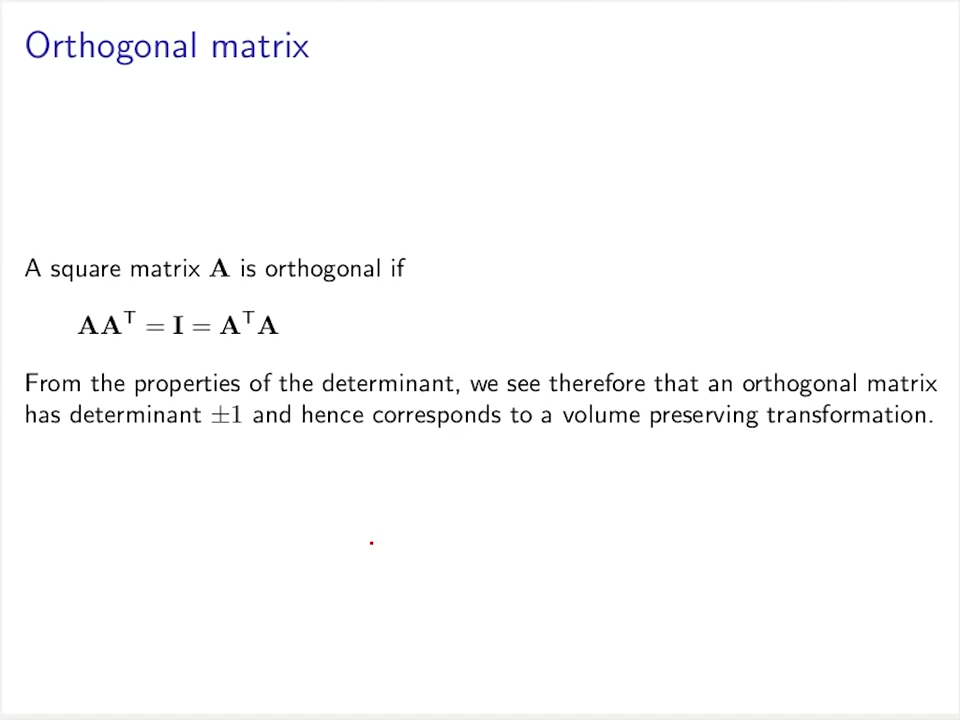 Orthogonal matrix
A square matrix A is orthogonal if
AAᵀ = I = AᵀA
From the properties of the determinant, we see therefore that an orthogonal matrix
has determinant ±1 and hence corresponds to a volume preserving transformation.